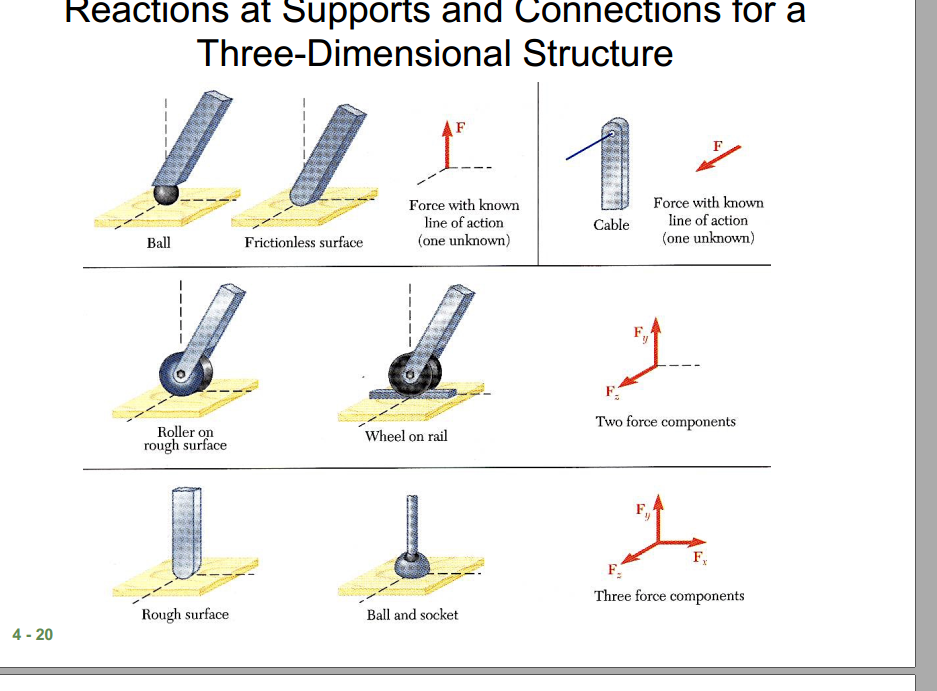 Reactions at Supports and Connections for a
Three-Dimensional Structure
F
Force with known
line of action
(one unknown)
Ball
Frictionless surface
F
Force with known
line of action
(one unknown)
Cable
Fy
Fz
Two force components
Roller on
rough surface
Wheel on rail
Fy
Fx
Fz
Three force components
Rough surface
Ball and socket
4 - 20